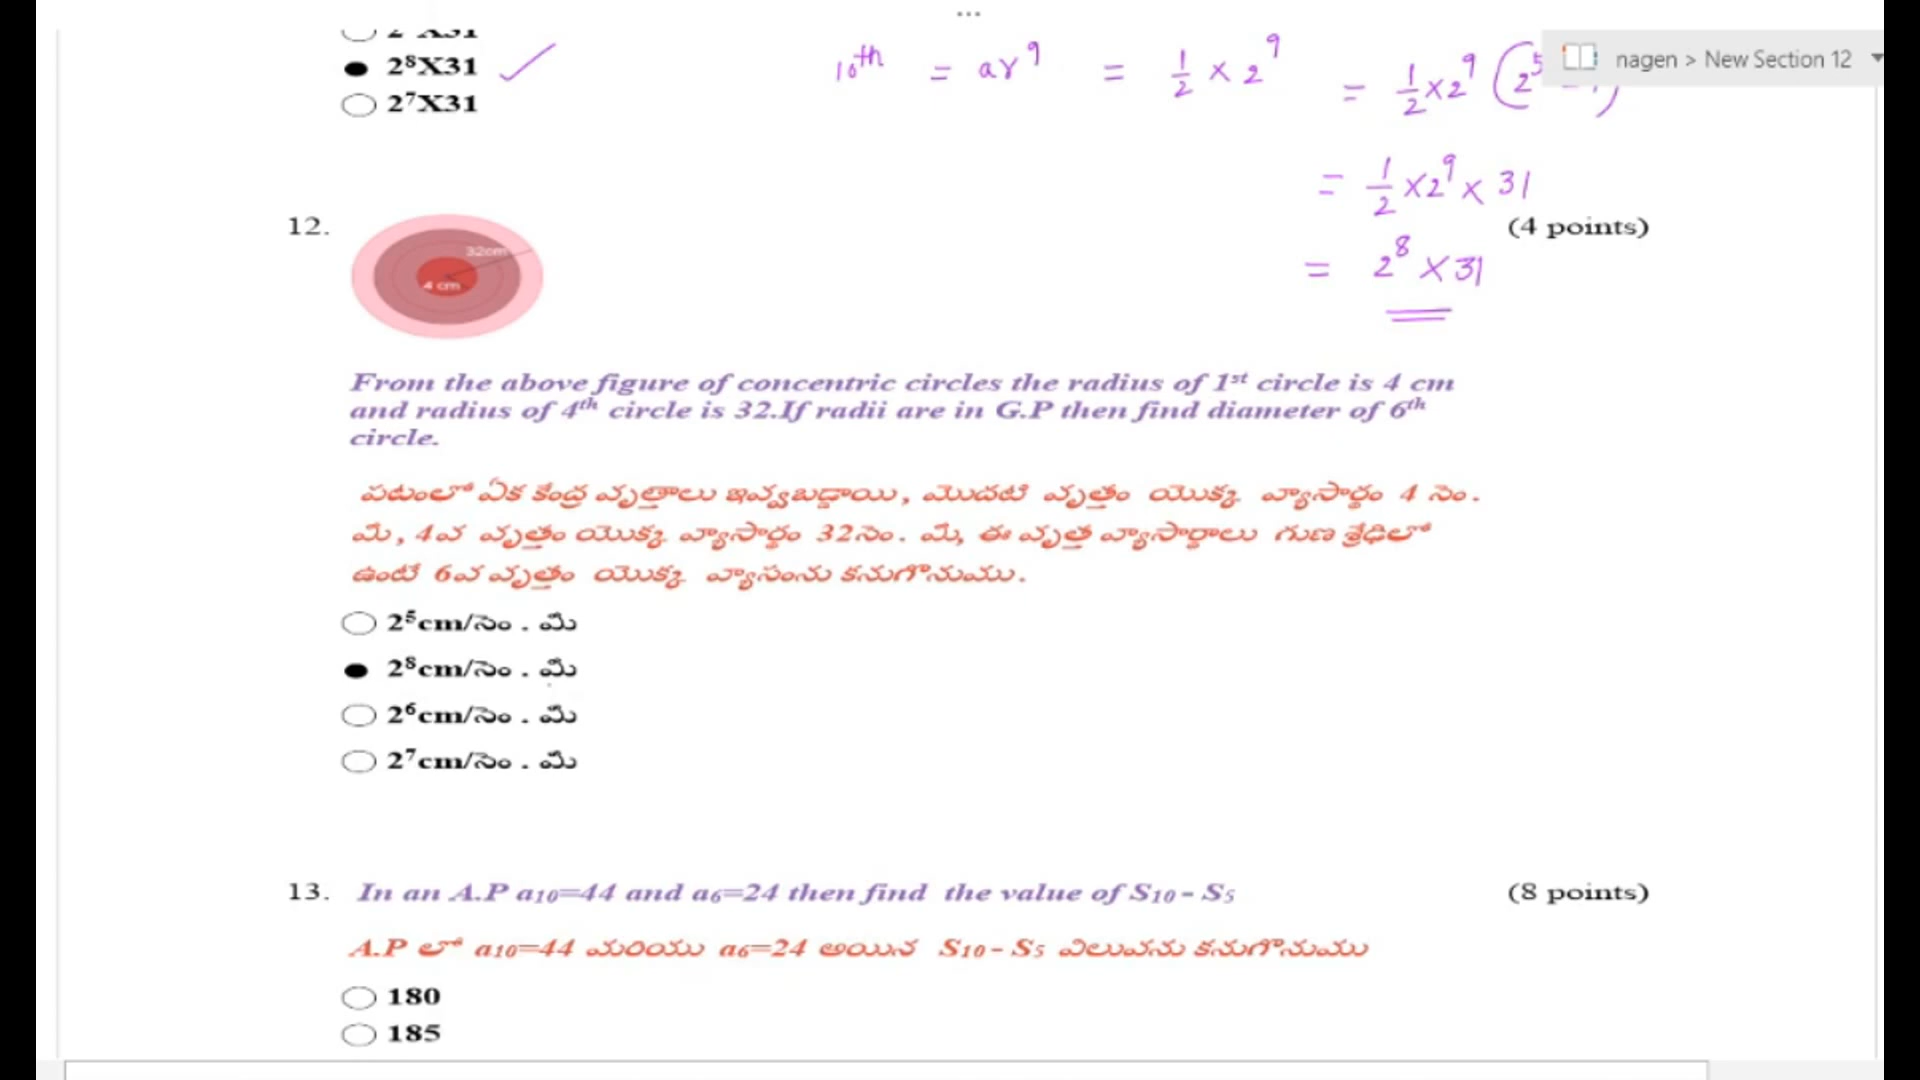 ...
2⁸X31
2⁷X31
10th = ar⁹ = 1/2 × 2⁹ = 1/2 × 2⁹ (2⁵
nagen > New Section 12
= 1/2 × 2⁹ × 31
= 2⁸ × 31
12.
(4 points)
32cm
4 cm
From the above figure of concentric circles the radius of 1st circle is 4 cm
and radius of 4th circle is 32.If radii are in G.P then find diameter of 6th
circle.
పటంలో ఏక కేంద్ర వృత్తాలు ఇవ్వబడ్డాయి, మొదటి వృత్తం యొక్క వ్యాసార్థం 4 సెం.
మీ, 4వ వృత్తం యొక్క వ్యాసార్థం 32సెం. మీ, ఈ వృత్త వ్యాసార్థాలు గుణ శ్రేఢిలో
ఉంటే 6వ వృత్తం యొక్క వ్యాసంను కనుగొనుము.
2⁵cm/సెం. మీ
2⁸cm/సెం. మీ
2⁶cm/సెం. మీ
2⁷cm/సెం. మీ
13. In an A.P a₁₀=44 and a₆=24 then find the value of S₁₀ - S₅
(8 points)
A.P లో a₁₀=44 మరియు a₆=24 అయిన S₁₀ - S₅ విలువను కనుగొనుము
180
185